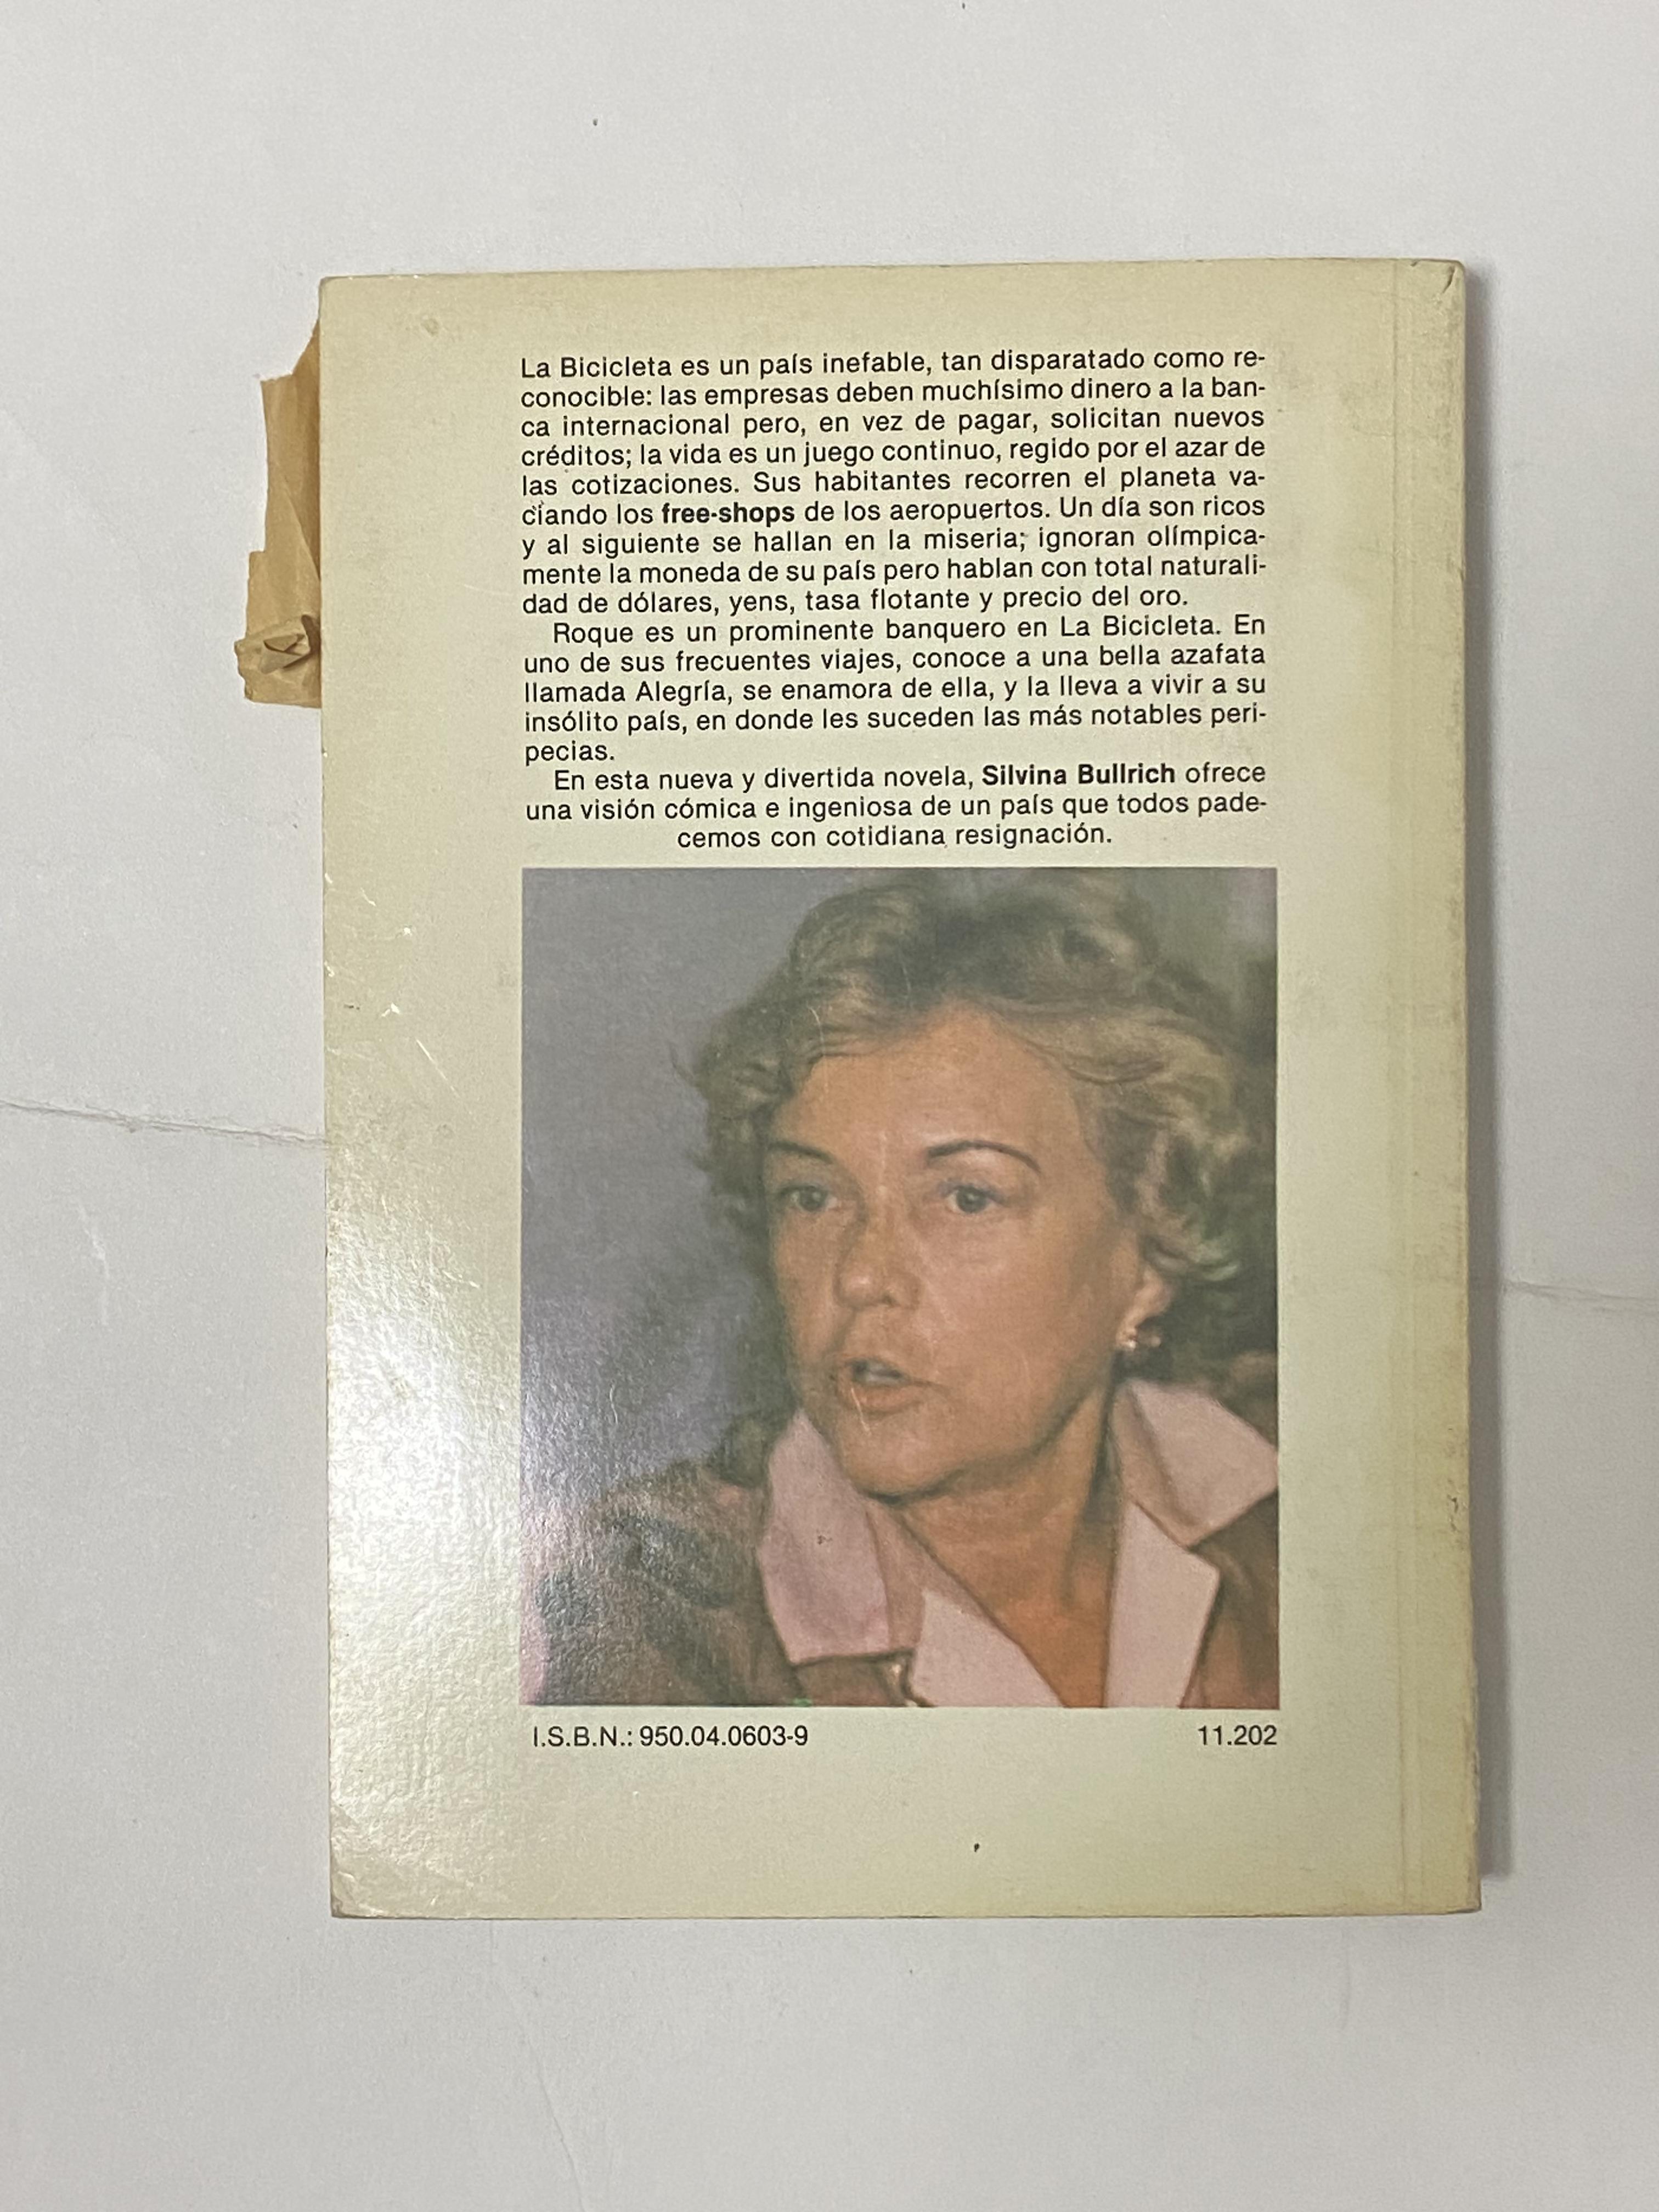 La Bicicleta es un país inefable, tan disparatado como re-
conocible: las empresas deben muchísimo dinero a la ban-
ca internacional pero, en vez de pagar, solicitan nuevos
créditos; la vida es un juego continuo, regido por el azar de
las cotizaciones. Sus habitantes recorren el planeta va-
ciando los free-shops de los aeropuertos. Un día son ricos
y al siguiente se hallan en la miseria; ignoran olímpica-
mente la moneda de su país pero hablan con total naturali-
dad de dólares, yens, tasa flotante y precio del oro.
Roque es un prominente banquero en La Bicicleta. En
uno de sus frecuentes viajes, conoce a una bella azafata
llamada Alegría, se enamora de ella, y la lleva a vivir a su
insólito país, en donde les suceden las más notables peri-
pecias.
En esta nueva y divertida novela, Silvina Bullrich ofrece
una visión cómica e ingeniosa de un país que todos pade-
cemos con cotidiana resignación.
I.S.B.N.: 950.04.0603-9
11.202